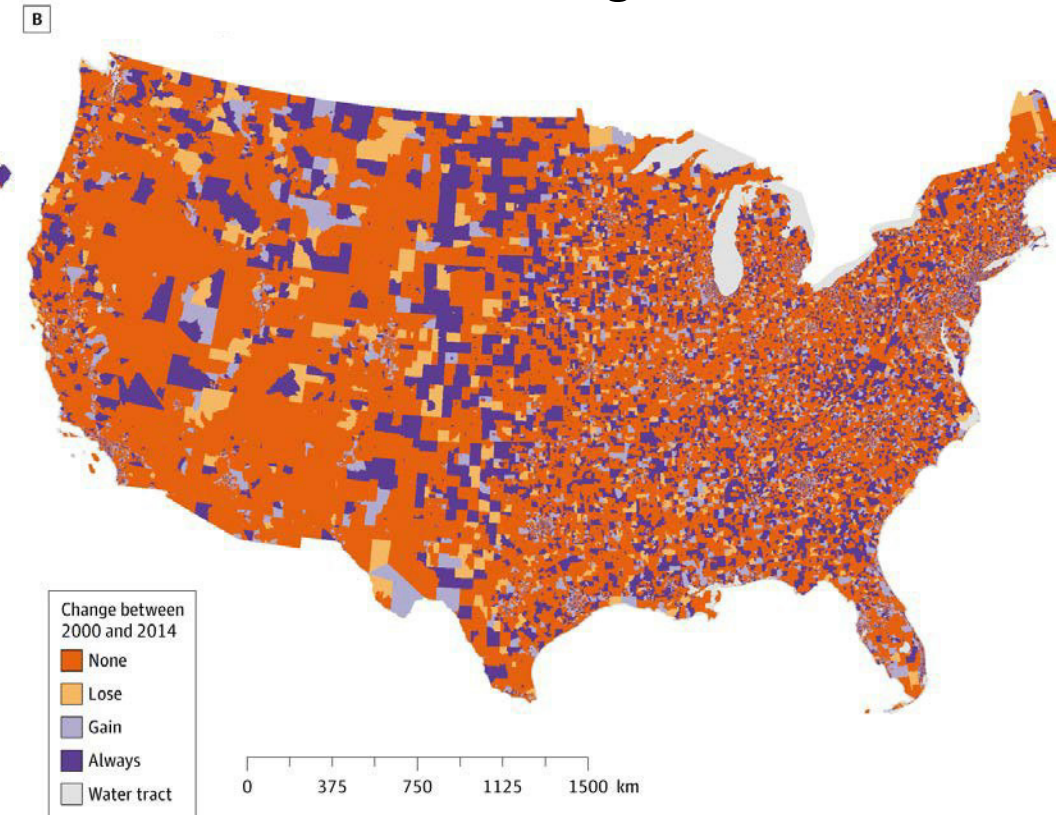 B
Change between
2000 and 2014
None
Lose
Gain
Always
Water tract
0 375 750 1125 1500 km